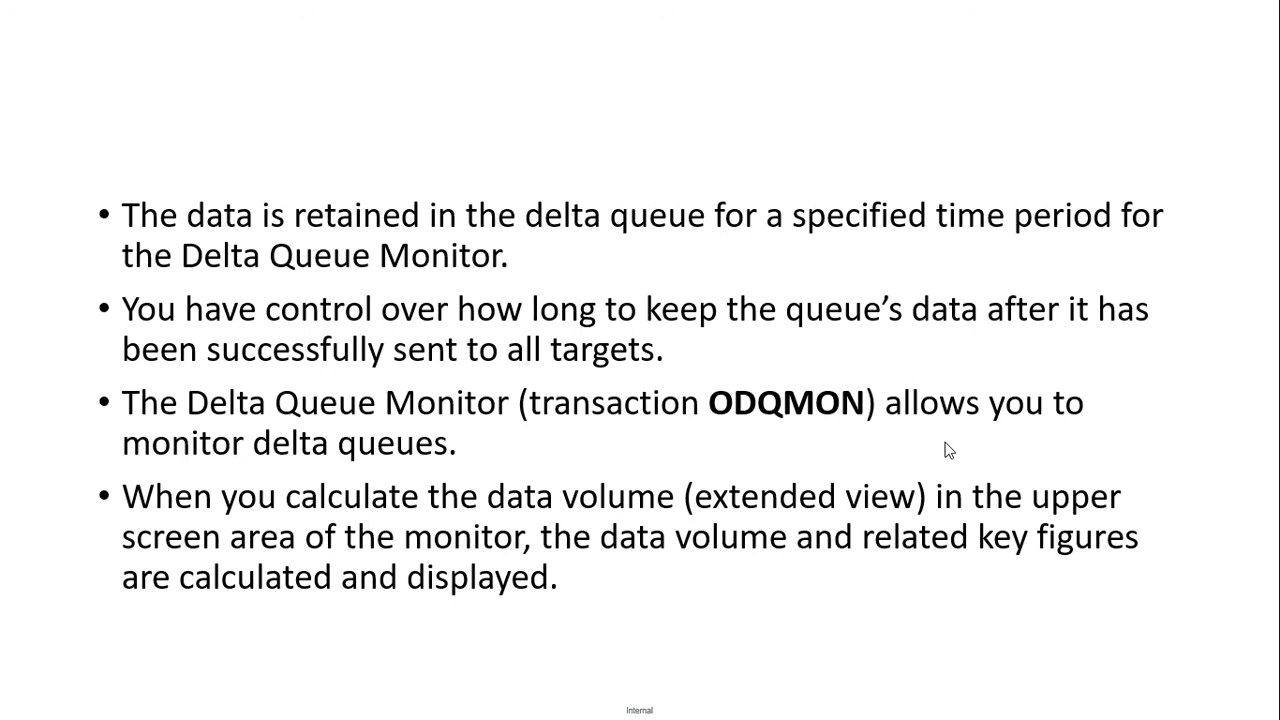 • The data is retained in the delta queue for a specified time period for
the Delta Queue Monitor.
• You have control over how long to keep the queue’s data after it has
been successfully sent to all targets.
• The Delta Queue Monitor (transaction ODQMON) allows you to
monitor delta queues.
• When you calculate the data volume (extended view) in the upper
screen area of the monitor, the data volume and related key figures
are calculated and displayed.
Internal